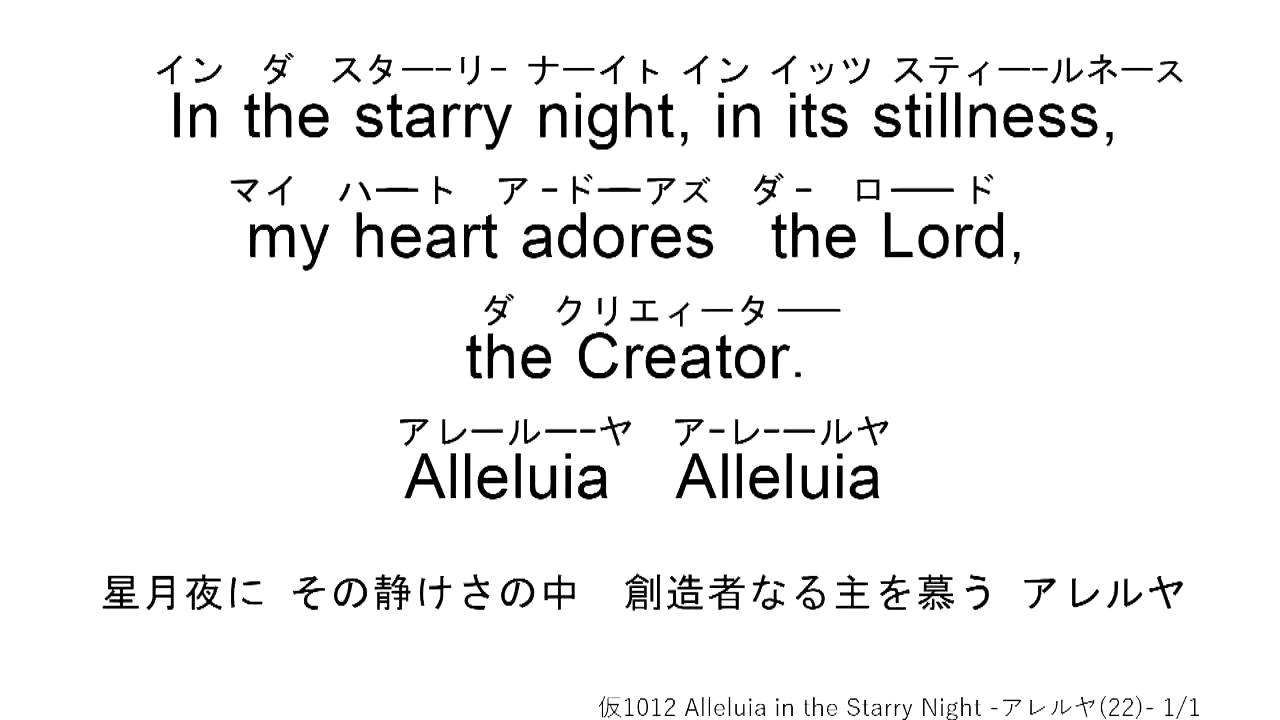 イン ダ スター-リ- ナーイト イン イッツ スティー-ルネース
In the starry night, in its stillness,
マイ ハート ア-ドーアズ ダ- ロード
my heart adores the Lord,
ダ クリエィーター
the Creator.
アレールー-ヤ ア-レ-ールヤ
Alleluia Alleluia
星月夜に その静けさの中 創造者なる主を慕う アレルヤ
仮1012 Alleluia in the Starry Night -アレルヤ(22)- 1/1